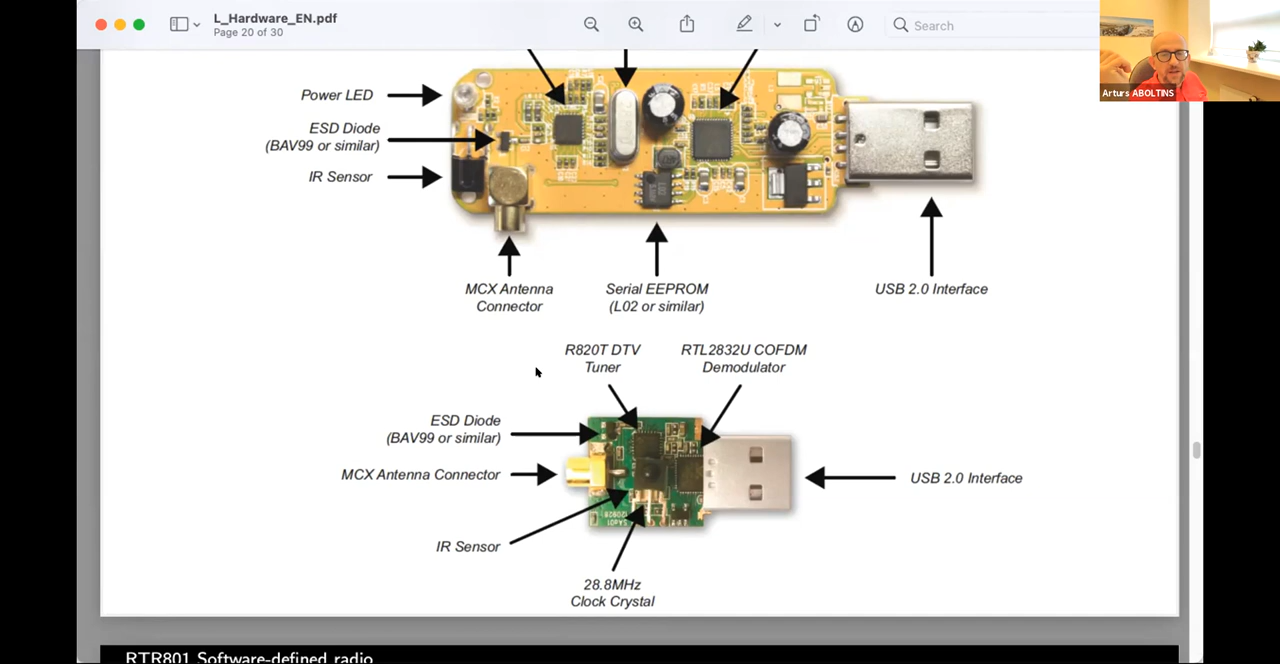 L_Hardware_EN.pdf
Page 20 of 30
Search
Arturs ABOLTINS
Power LED
ESD Diode
(BAV99 or similar)
IR Sensor
MCX Antenna
Connector
Serial EEPROM
(L02 or similar)
USB 2.0 Interface
R820T DTV
Tuner
RTL2832U COFDM
Demodulator
ESD Diode
(BAV99 or similar)
MCX Antenna Connector
USB 2.0 Interface
IR Sensor
28.8MHz
Clock Crystal
RTR801 Software-defined radio